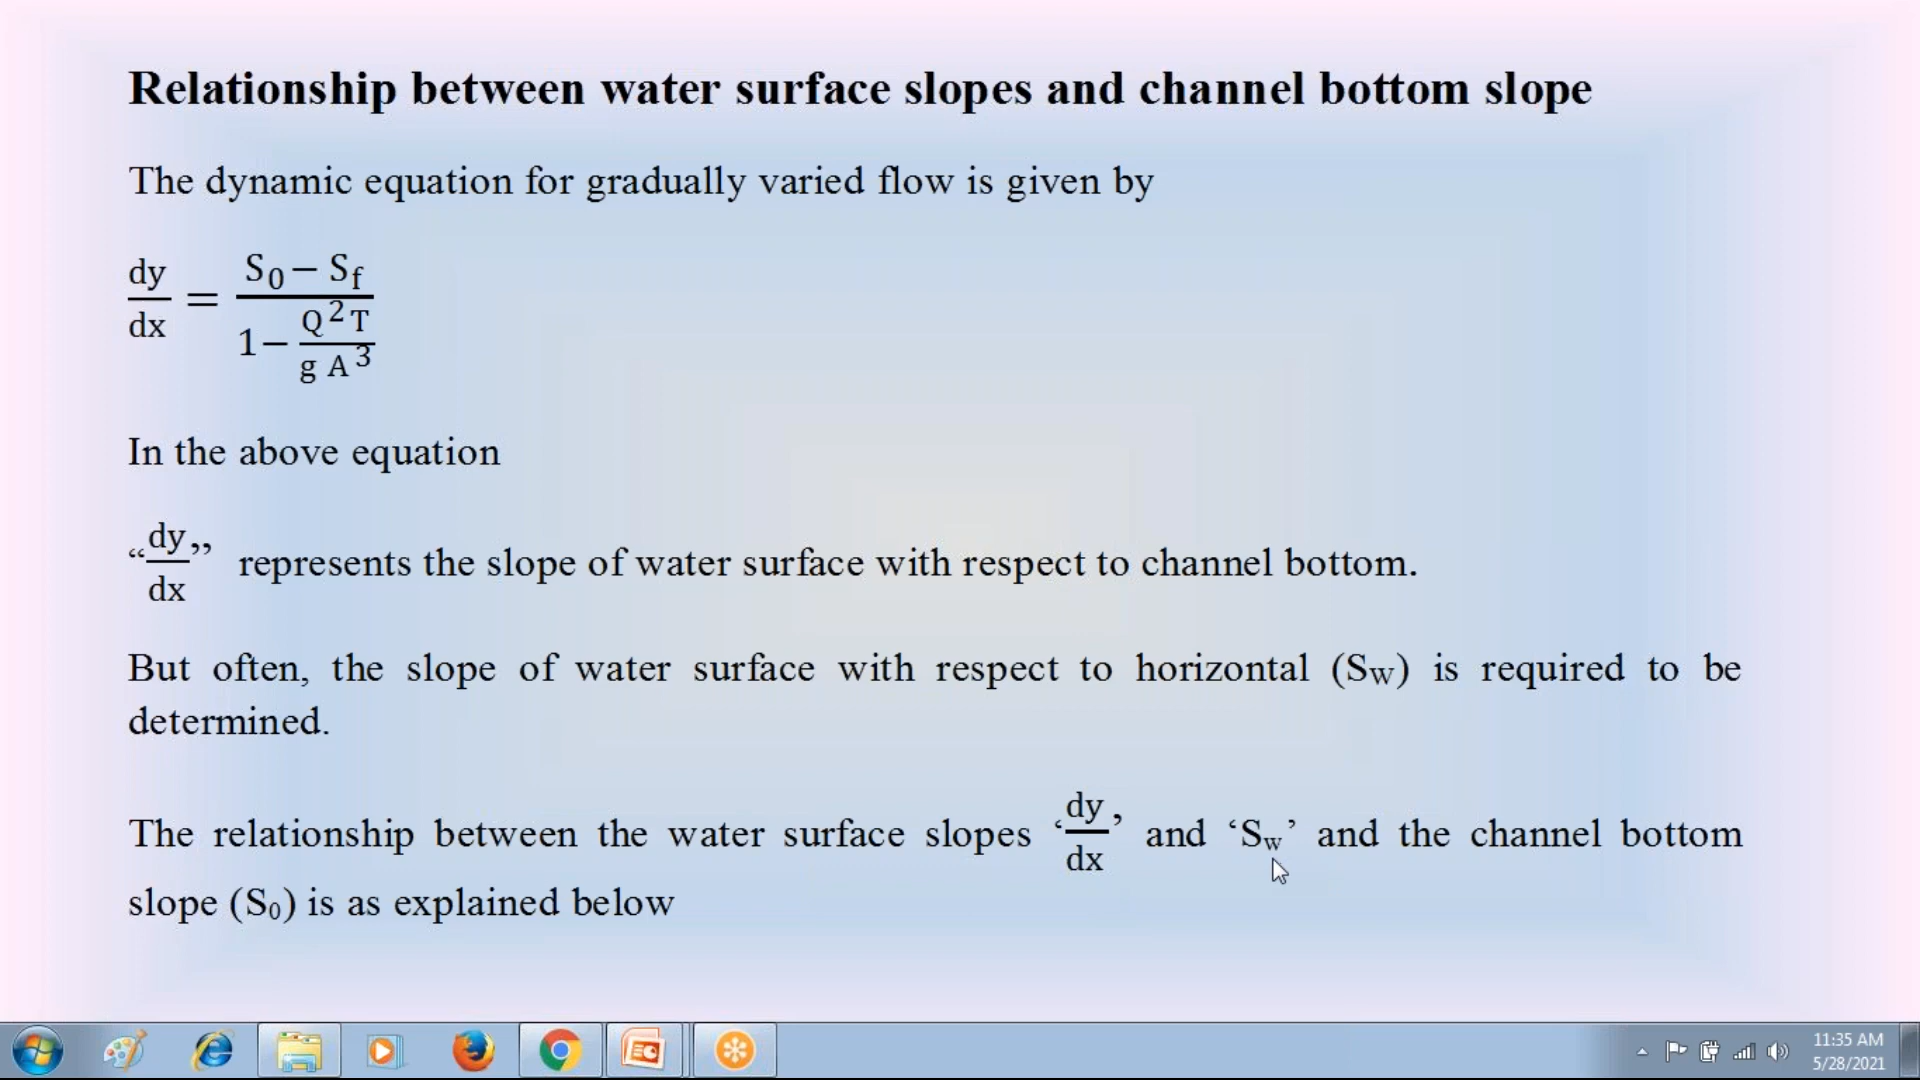 Relationship between water surface slopes and channel bottom slope
The dynamic equation for gradually varied flow is given by
dy/dx = (S₀ − S_f) / (1 − Q²T / g A³)
In the above equation
“dy/dx” represents the slope of water surface with respect to channel bottom.
But often, the slope of water surface with respect to horizontal (S_W) is required to be
determined.
The relationship between the water surface slopes ‘dy/dx’ and ‘S_w’ and the channel bottom
slope (S₀) is as explained below
11:35 AM
5/28/2021